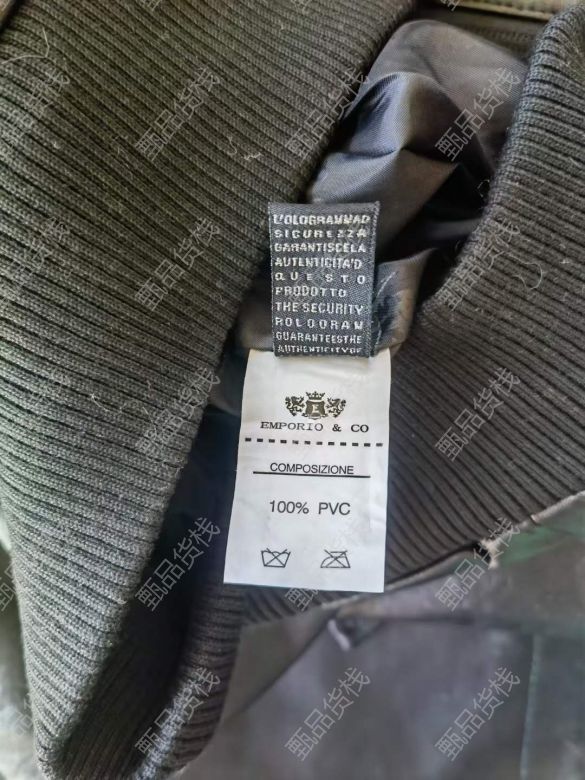 L'OLOGRAMMAD
SICUREZZA
GARANTISCELA
AUTENTICITA'D
QUESTO
PRODOTTO
THE SECURITY
HOLOGRAM
GUARANTEESTHE
AUTHENTICITYOF
E
EMPORIO & CO
COMPOSIZIONE
100% PVC
甄品货栈